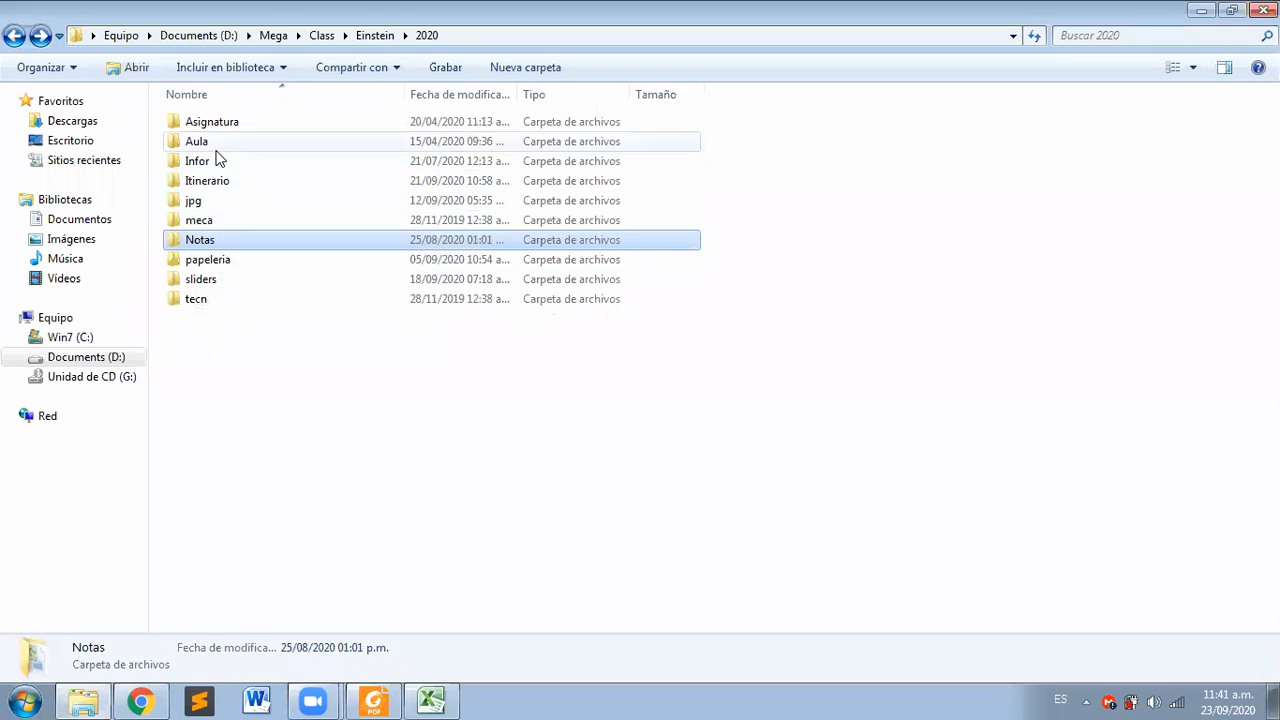 Equipo Documents (D:) Mega Class Einstein 2020 Buscar 2020
Organizar Abrir Incluir en biblioteca Compartir con Grabar Nueva carpeta
Nombre Fecha de modifica... Tipo Tamaño
Favoritos
Descargas
Escritorio
Sitios recientes
Bibliotecas
Documentos
Imágenes
Música
Vídeos
Equipo
Win7 (C:)
Documents (D:)
Unidad de CD (G:)
Red
Asignatura 20/04/2020 11:13 a... Carpeta de archivos
Aula 15/04/2020 09:36 ... Carpeta de archivos
Infor 21/07/2020 12:13 a... Carpeta de archivos
Itinerario 21/09/2020 10:58 a... Carpeta de archivos
jpg 12/09/2020 05:35 ... Carpeta de archivos
meca 28/11/2019 12:38 a... Carpeta de archivos
Notas 25/08/2020 01:01 ... Carpeta de archivos
papeleria 05/09/2020 10:54 a... Carpeta de archivos
sliders 18/09/2020 07:18 a... Carpeta de archivos
tecn 28/11/2019 12:38 a... Carpeta de archivos
Notas Fecha de modifica... 25/08/2020 01:01 p.m.
Carpeta de archivos
PDF
ES
11:41 a.m.
23/09/2020